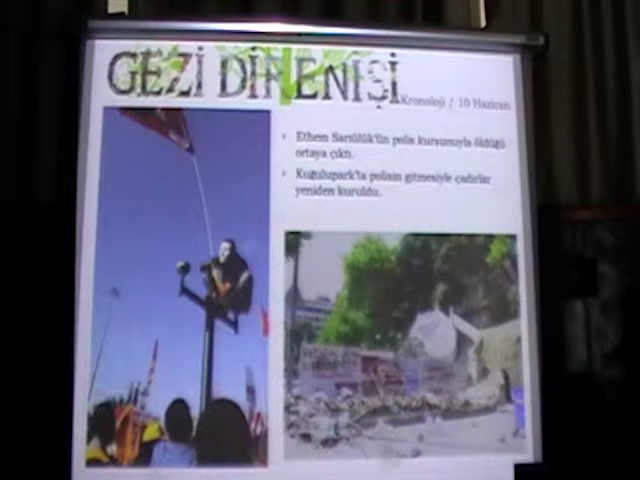 GEZİ DİRENİŞİ
Kronoloji / 10 Haziran
Ethem Sarısülük'ün polis kurşunuyla öldüğü
ortaya çıktı.
Kuğulupark'ta polisin gitmesiyle çadırlar
yeniden kuruldu.